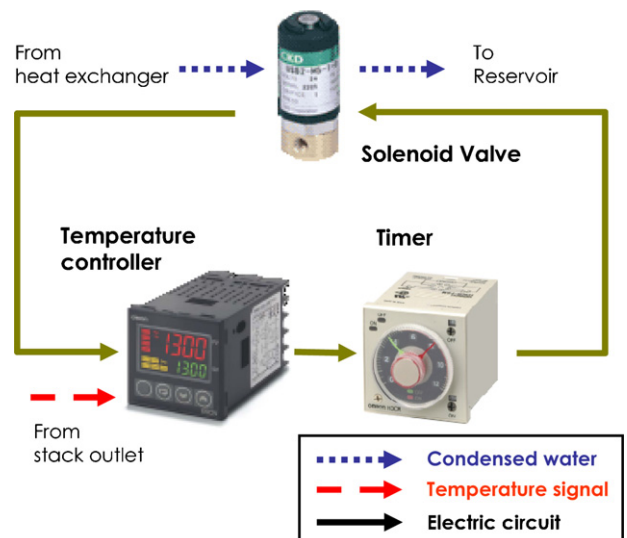 From
heat exchanger
To
Reservoir
CKD
Solenoid Valve
Temperature
controller
Timer
1300
1300
From
stack outlet
Condensed water
Temperature signal
Electric circuit